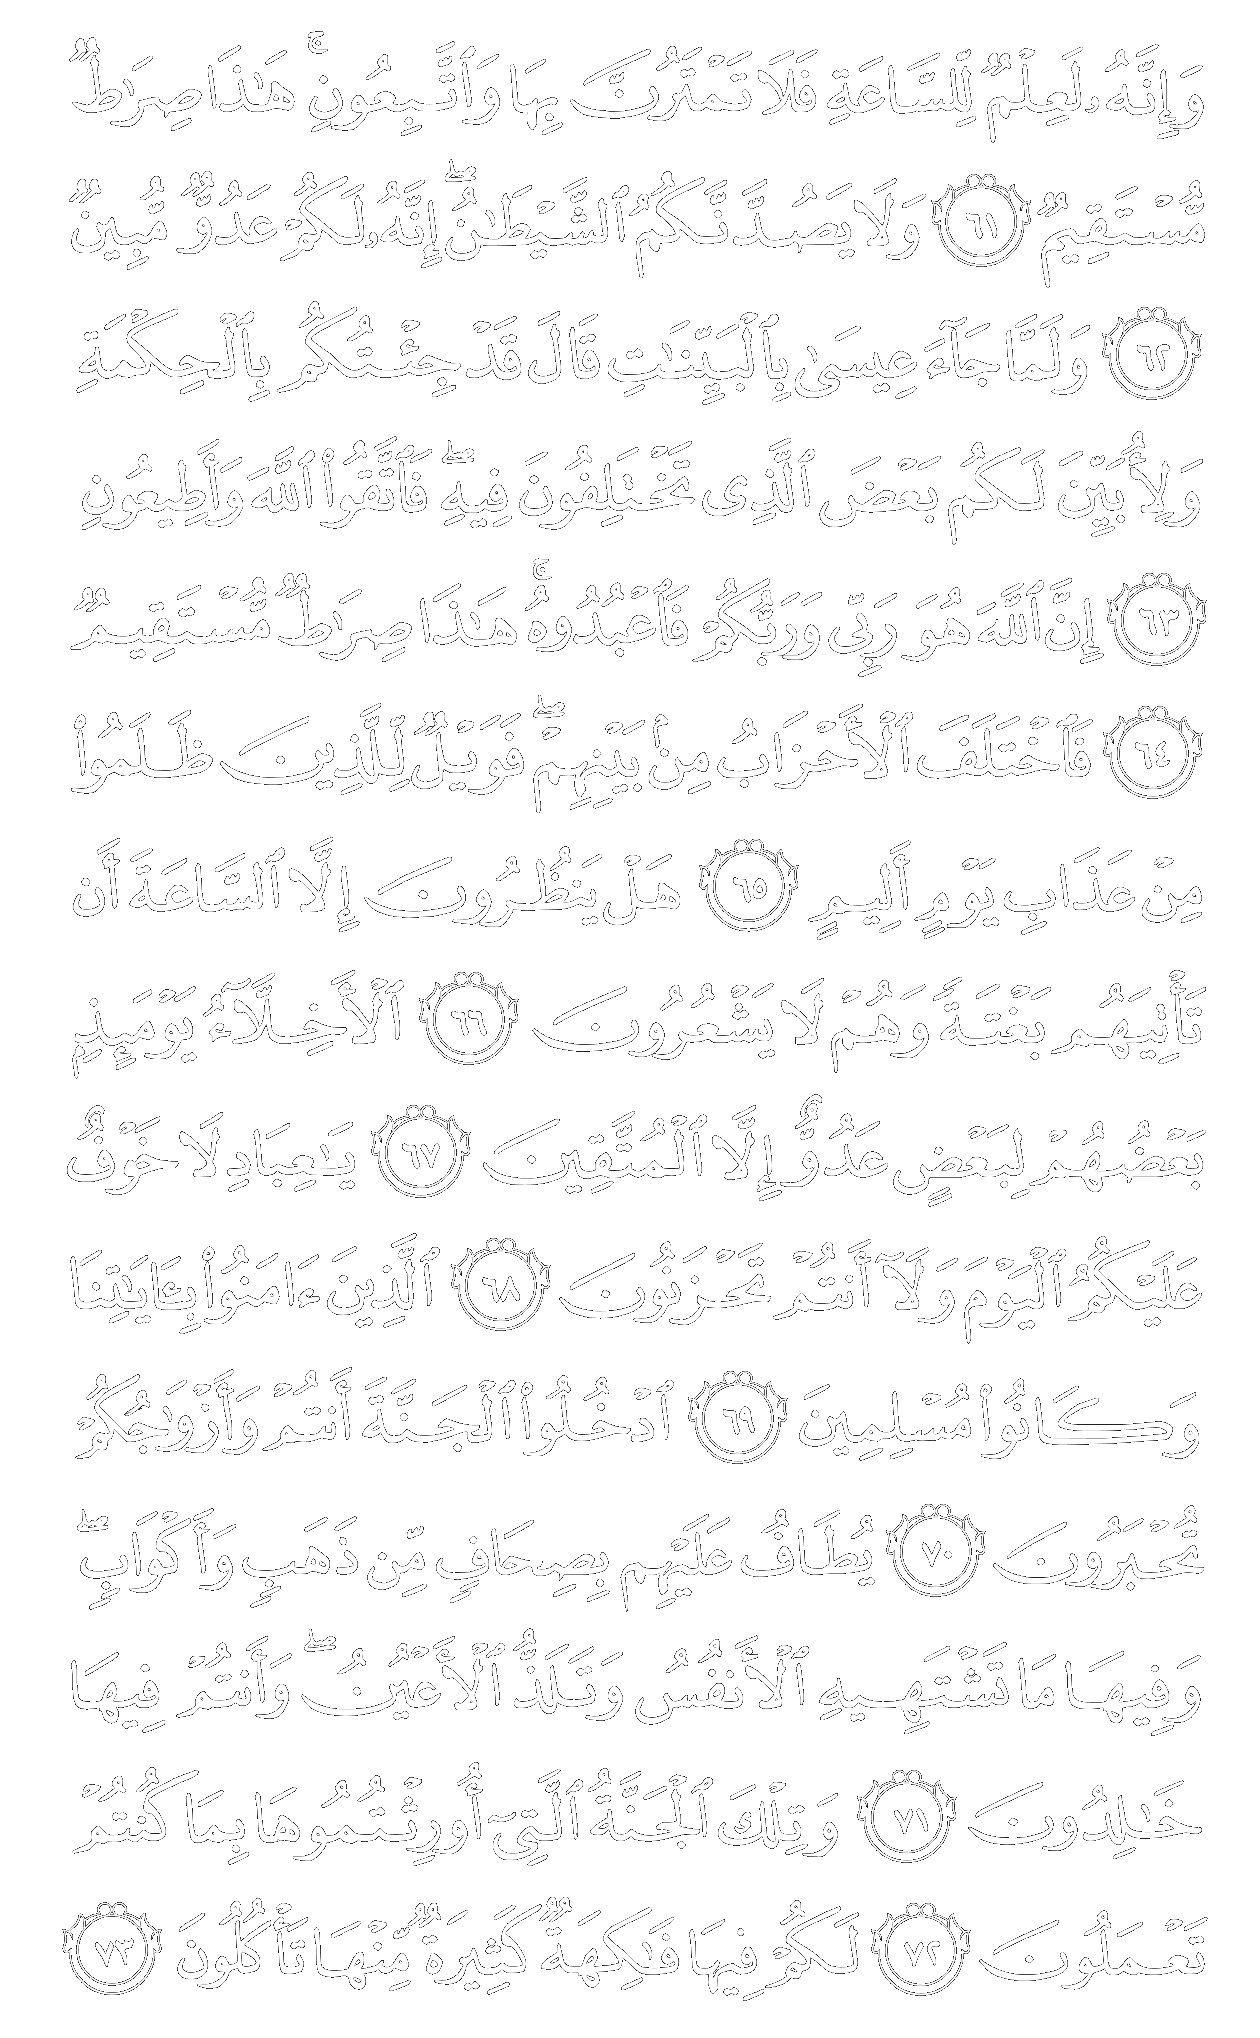 وَإِنَّهُۥ لَعِلْمٌ لِّلسَّاعَةِ فَلَا تَمْتَرُنَّ بِهَا وَٱتَّبِعُونِ ۚ هَٰذَا صِرَٰطٌ
مُّسْتَقِيمٌ ٦١ وَلَا يَصُدَّنَّكُمُ ٱلشَّيْطَٰنُ ۖ إِنَّهُۥ لَكُمْ عَدُوٌّ مُّبِينٌ
٦٢ وَلَمَّا جَآءَ عِيسَىٰ بِٱلْبَيِّنَٰتِ قَالَ قَدْ جِئْتُكُم بِٱلْحِكْمَةِ
وَلِأُبَيِّنَ لَكُم بَعْضَ ٱلَّذِى تَخْتَلِفُونَ فِيهِ ۖ فَٱتَّقُوا۟ ٱللَّهَ وَأَطِيعُونِ
٦٣ إِنَّ ٱللَّهَ هُوَ رَبِّى وَرَبُّكُمْ فَٱعْبُدُوهُ ۚ هَٰذَا صِرَٰطٌ مُّسْتَقِيمٌ
٦٤ فَٱخْتَلَفَ ٱلْأَحْزَابُ مِنۢ بَيْنِهِمْ ۖ فَوَيْلٌ لِّلَّذِينَ ظَلَمُوا۟
مِنْ عَذَابِ يَوْمٍ أَلِيمٍ ٦٥ هَلْ يَنظُرُونَ إِلَّا ٱلسَّاعَةَ أَن
تَأْتِيَهُم بَغْتَةً وَهُمْ لَا يَشْعُرُونَ ٦٦ ٱلْأَخِلَّآءُ يَوْمَئِذٍۭ
بَعْضُهُمْ لِبَعْضٍ عَدُوٌّ إِلَّا ٱلْمُتَّقِينَ ٦٧ يَٰعِبَادِ لَا خَوْفٌ
عَلَيْكُمُ ٱلْيَوْمَ وَلَآ أَنتُمْ تَحْزَنُونَ ٦٨ ٱلَّذِينَ ءَامَنُوا۟ بِـَٔايَٰتِنَا
وَكَانُوا۟ مُسْلِمِينَ ٦٩ ٱدْخُلُوا۟ ٱلْجَنَّةَ أَنتُمْ وَأَزْوَٰجُكُمْ
تُحْبَرُونَ ٧٠ يُطَافُ عَلَيْهِم بِصِحَافٍ مِّن ذَهَبٍ وَأَكْوَابٍ ۖ
وَفِيهَا مَا تَشْتَهِيهِ ٱلْأَنفُسُ وَتَلَذُّ ٱلْأَعْيُنُ ۖ وَأَنتُمْ فِيهَا
خَٰلِدُونَ ٧١ وَتِلْكَ ٱلْجَنَّةُ ٱلَّتِىٓ أُورِثْتُمُوهَا بِمَا كُنتُمْ
تَعْمَلُونَ ٧٢ لَكُمْ فِيهَا فَٰكِهَةٌ كَثِيرَةٌ مِّنْهَا تَأْكُلُونَ ٧٣